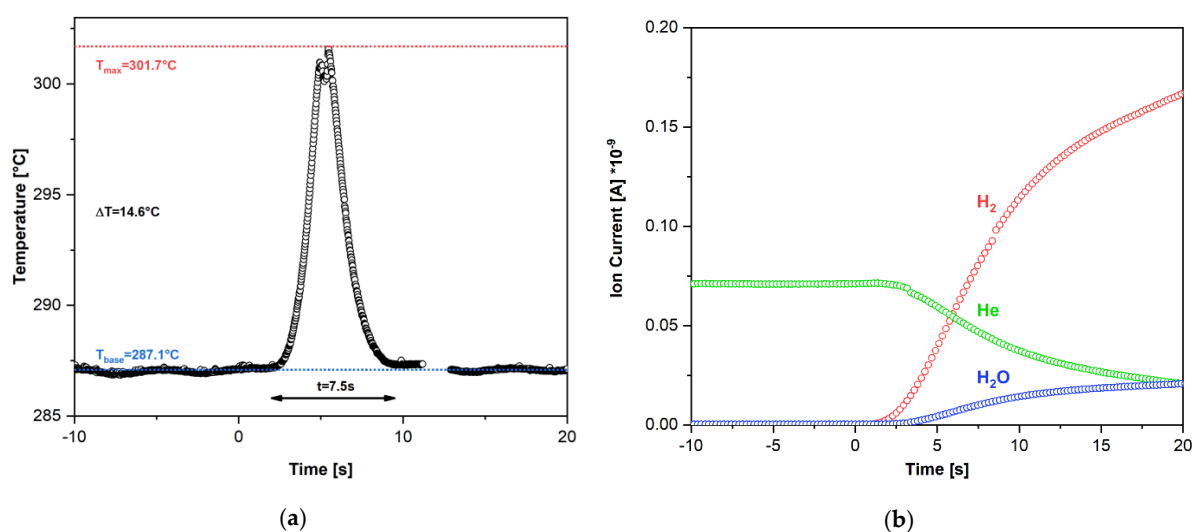 Temperature [°C]
300
295
290
285
T_max=301.7°C
ΔT=14.6°C
T_base=287.1°C
t=7.5s
-10 0 10 20
Time [s]
(a)
Ion Current [A] *10⁻⁹
0.20
0.15
0.10
0.05
0.00
H₂
He
H₂O
-10 -5 0 5 10 15 20
Time [s]
(b)